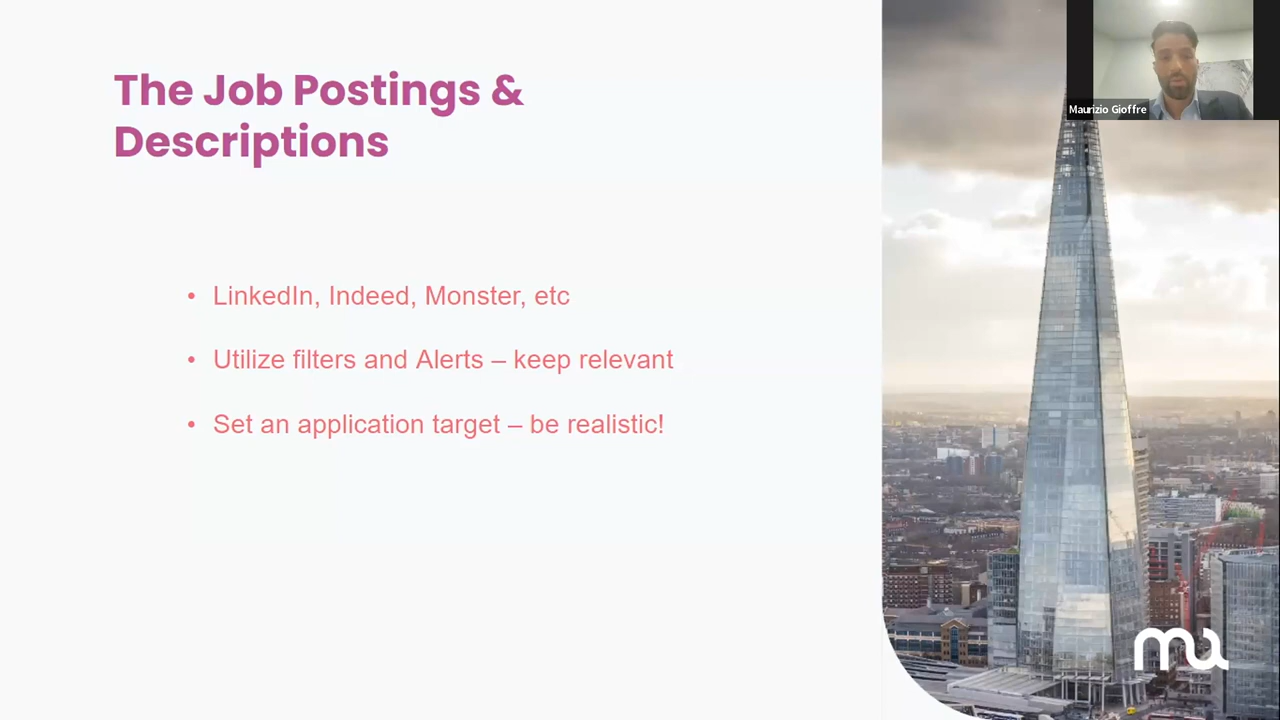 The Job Postings &
Descriptions
• LinkedIn, Indeed, Monster, etc
• Utilize filters and Alerts – keep relevant
• Set an application target – be realistic!
Maurizio Gioffre
ma